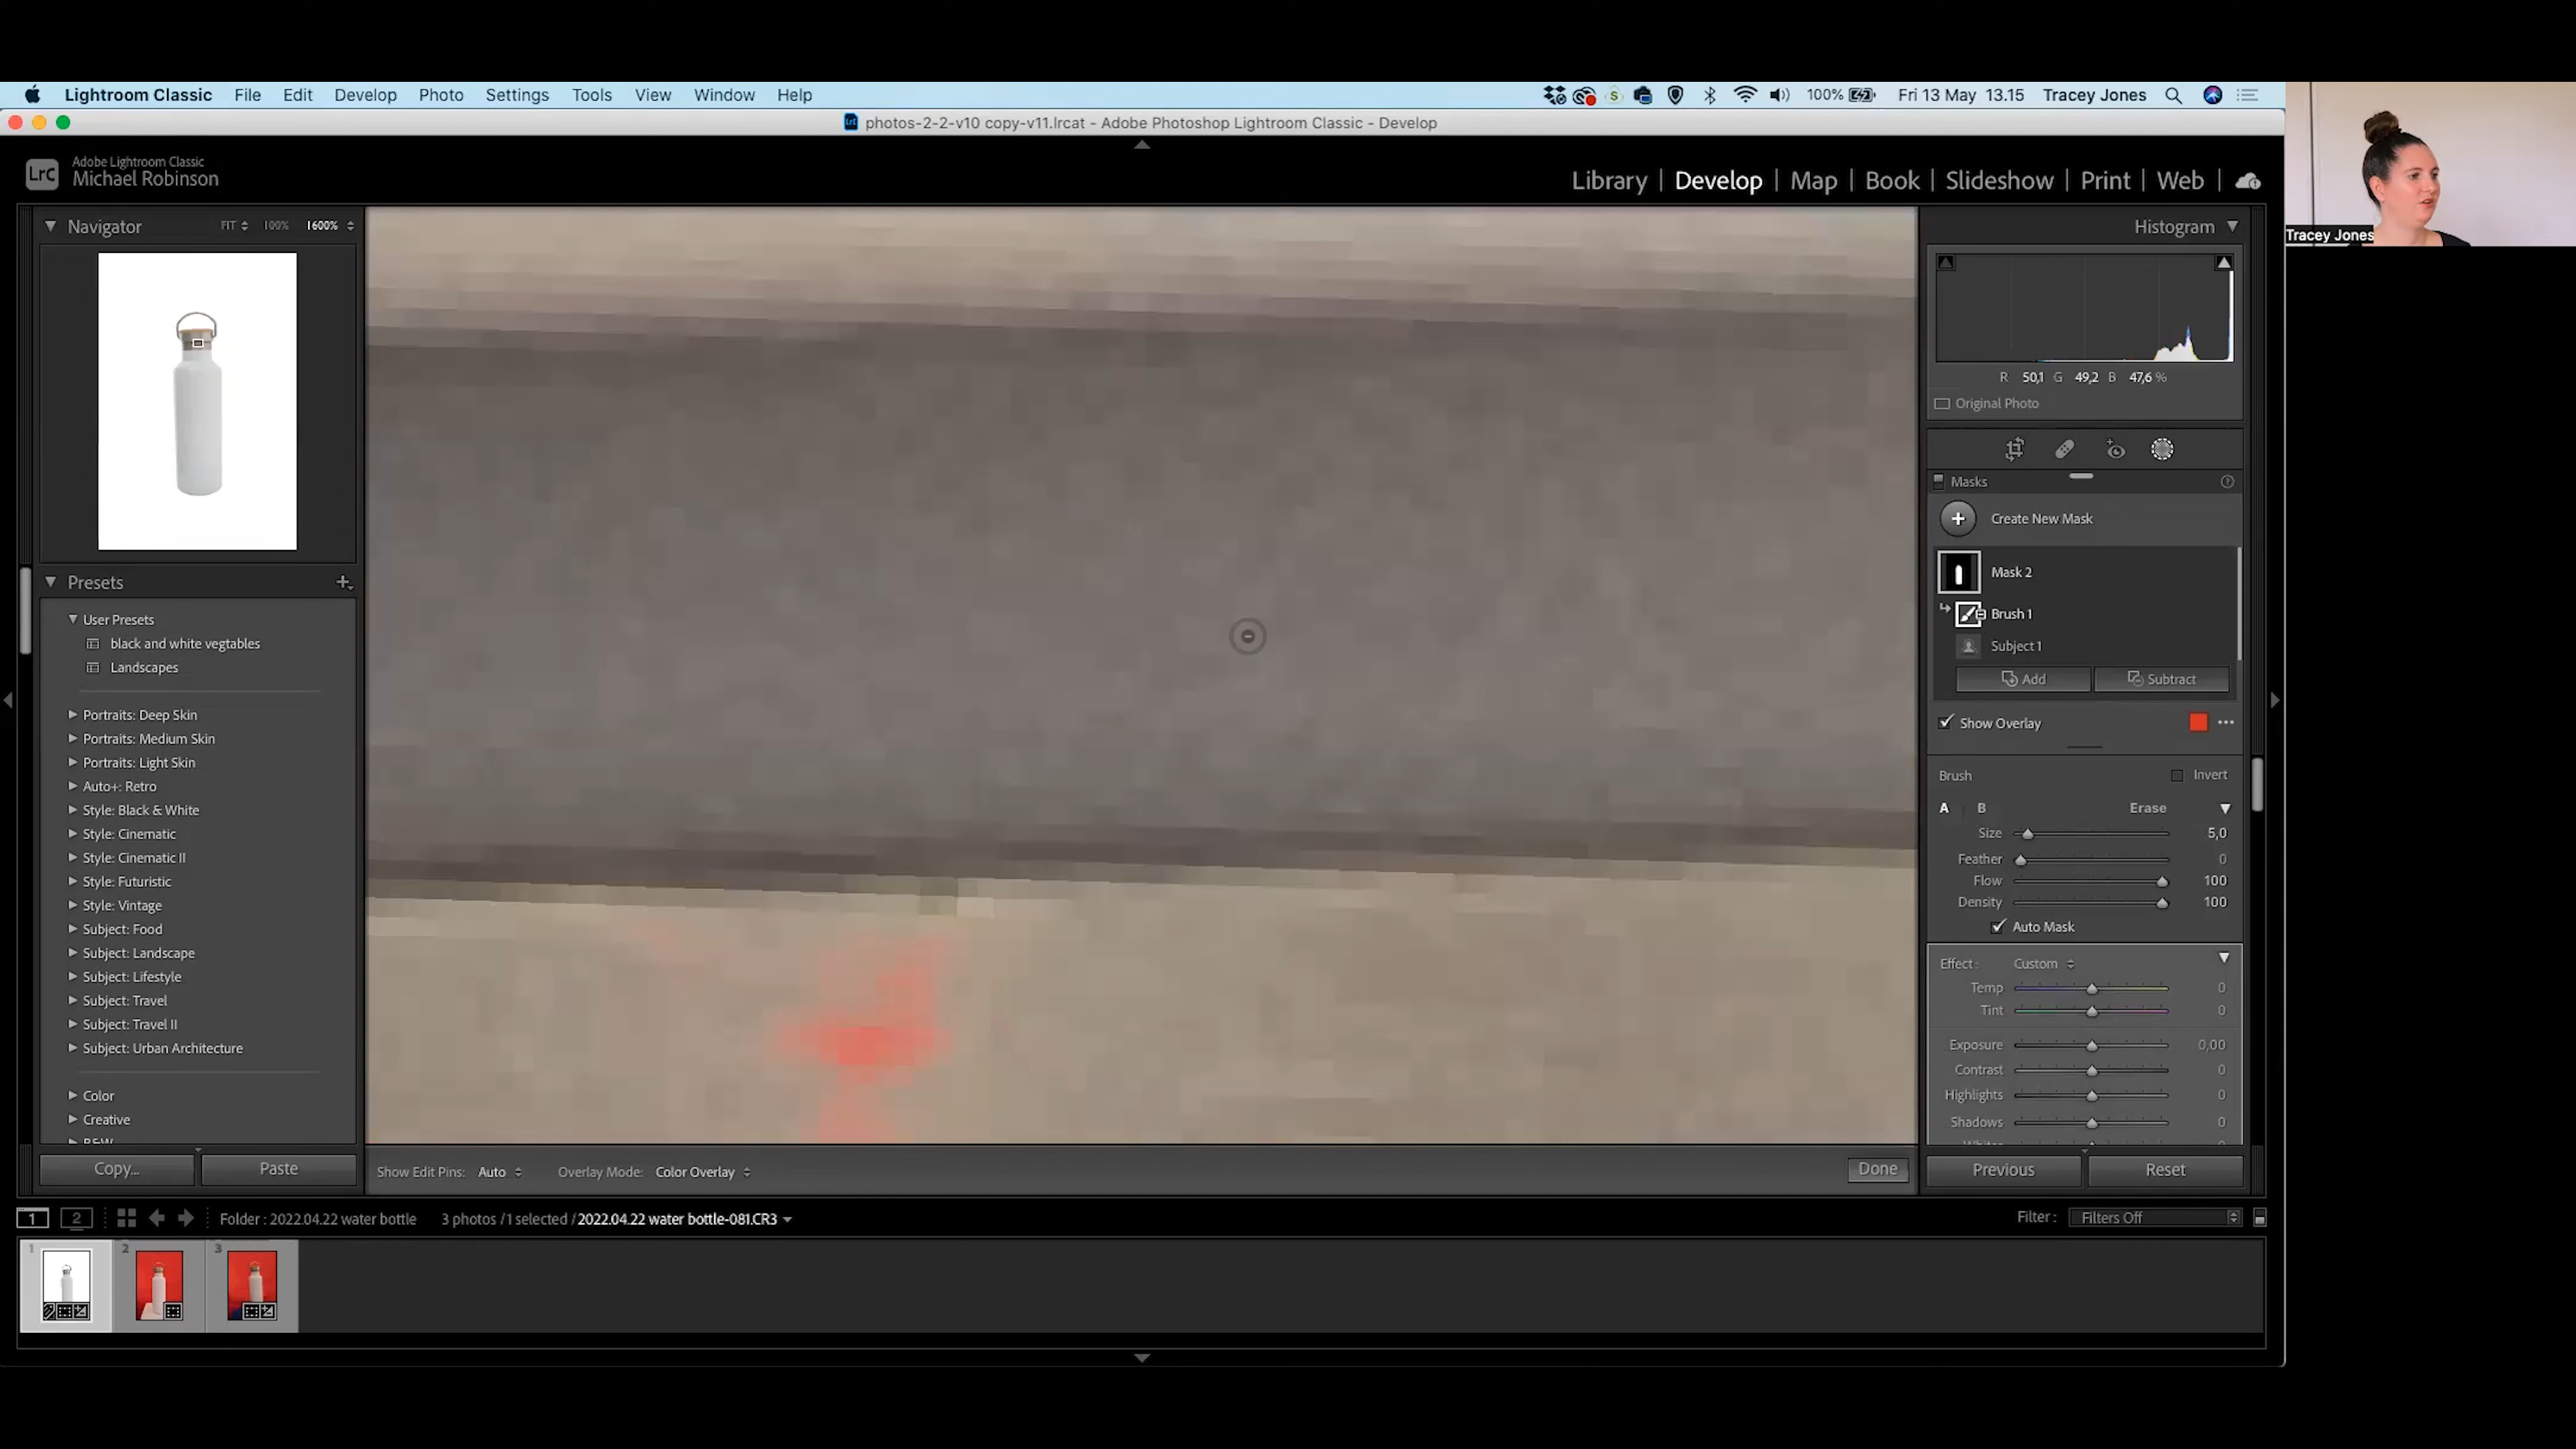 Lightroom Classic File Edit Develop Photo Settings Tools View Window Help 100% Fri 13 May 13.15 Tracey Jones
photos-2-2-v10 copy-v11.lrcat - Adobe Photoshop Lightroom Classic - Develop
LrC Adobe Lightroom Classic
Michael Robinson
Library | Develop | Map | Book | Slideshow | Print | Web |
Tracey Jones
Navigator FIT 100% 1600%
Presets
User Presets
black and white vegtables
Landscapes
Portraits: Deep Skin
Portraits: Medium Skin
Portraits: Light Skin
Auto+: Retro
Style: Black & White
Style: Cinematic
Style: Cinematic II
Style: Futuristic
Style: Vintage
Subject: Food
Subject: Landscape
Subject: Lifestyle
Subject: Travel
Subject: Travel II
Subject: Urban Architecture
Color
Creative
B&W
Copy... Paste
Show Edit Pins: Auto Overlay Mode: Color Overlay Done
Histogram
R 50,1 G 49,2 B 47,6 %
Original Photo
Masks
Create New Mask
Mask 2
Brush 1
Subject 1
Add Subtract
Show Overlay
Brush Invert
A B Erase
Size 5,0
Feather 0
Flow 100
Density 100
Auto Mask
Effect: Custom
Temp 0
Tint 0
Exposure 0,00
Contrast 0
Highlights 0
Shadows 0
Previous Reset
1 2 Folder : 2022.04.22 water bottle 3 photos / 1 selected / 2022.04.22 water bottle-081.CR3 Filter : Filters Off
1 2 3